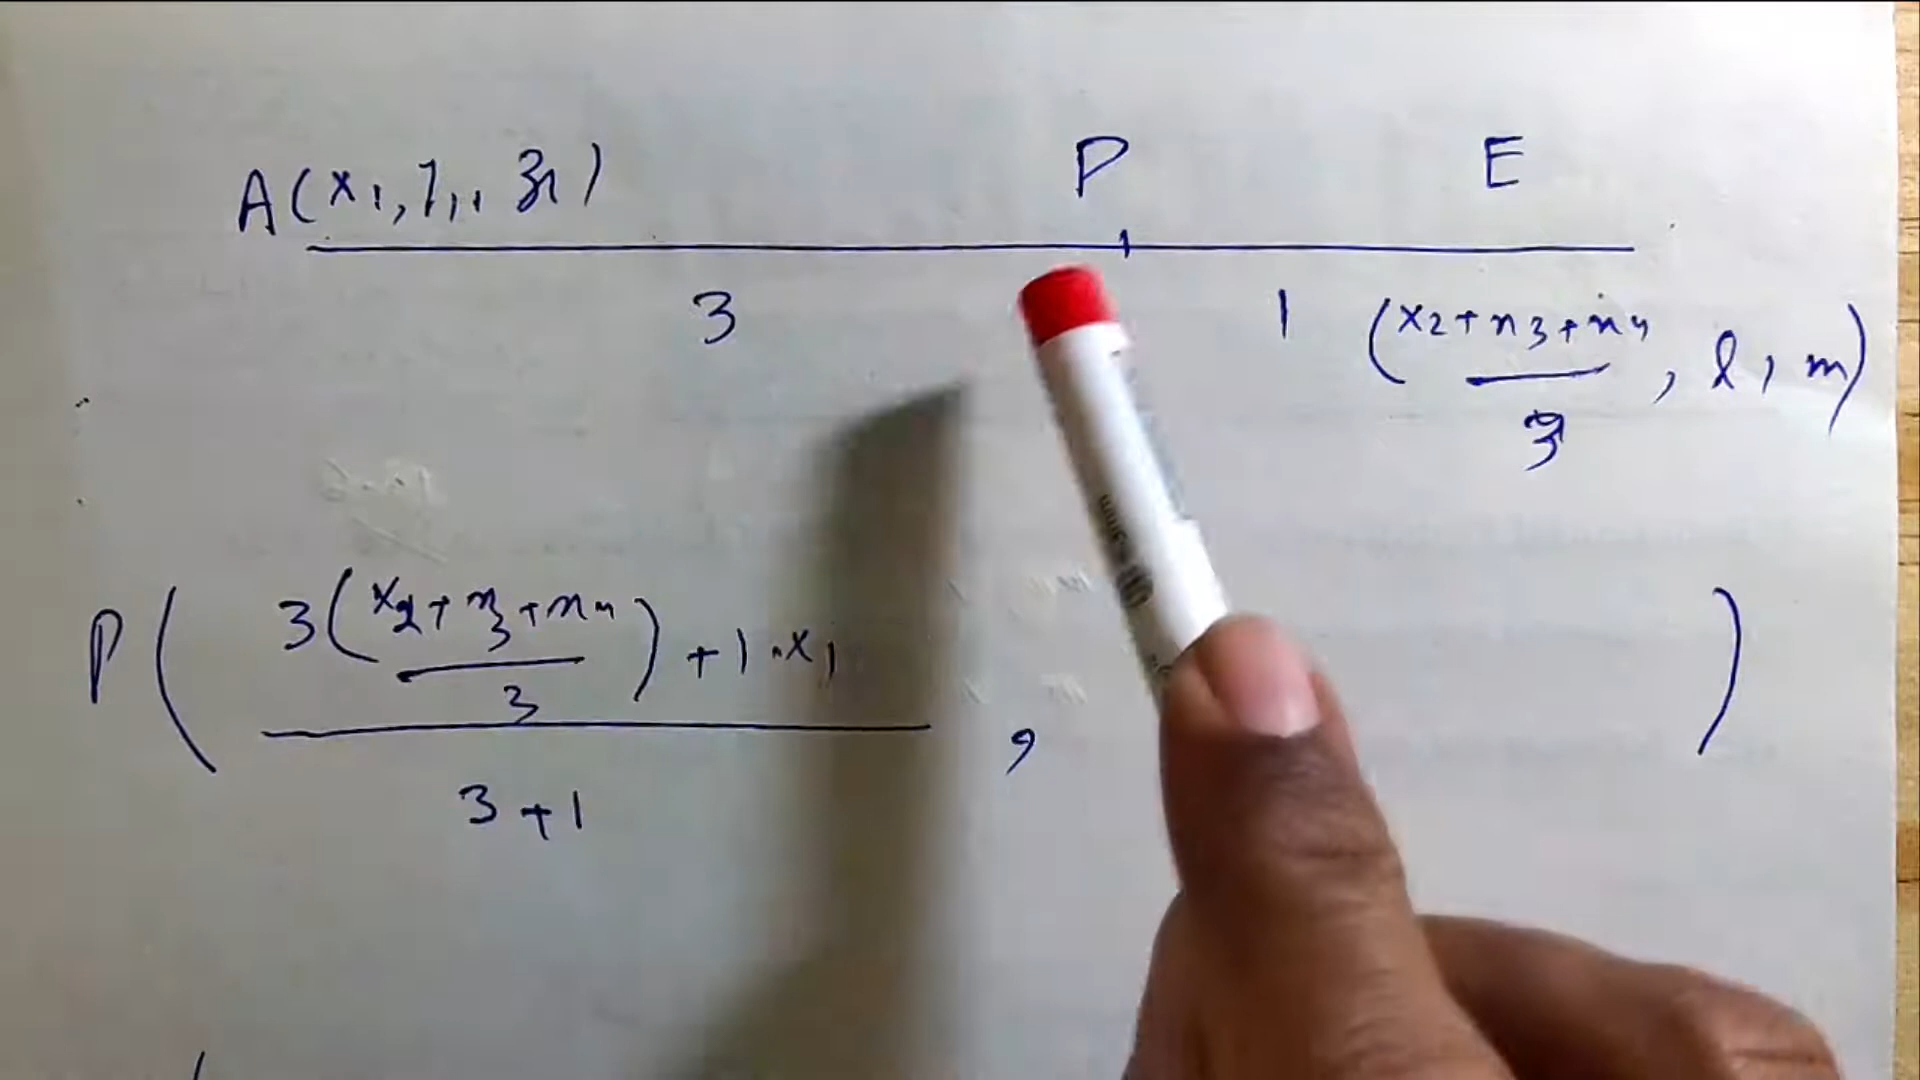 A(x₁, y₁, z₁) P E
3 1 (x₂+x₃+x₄/3, l, m)
P( 3(x₂+x₃+x₄/3)+1·x₁ / 3+1 , )